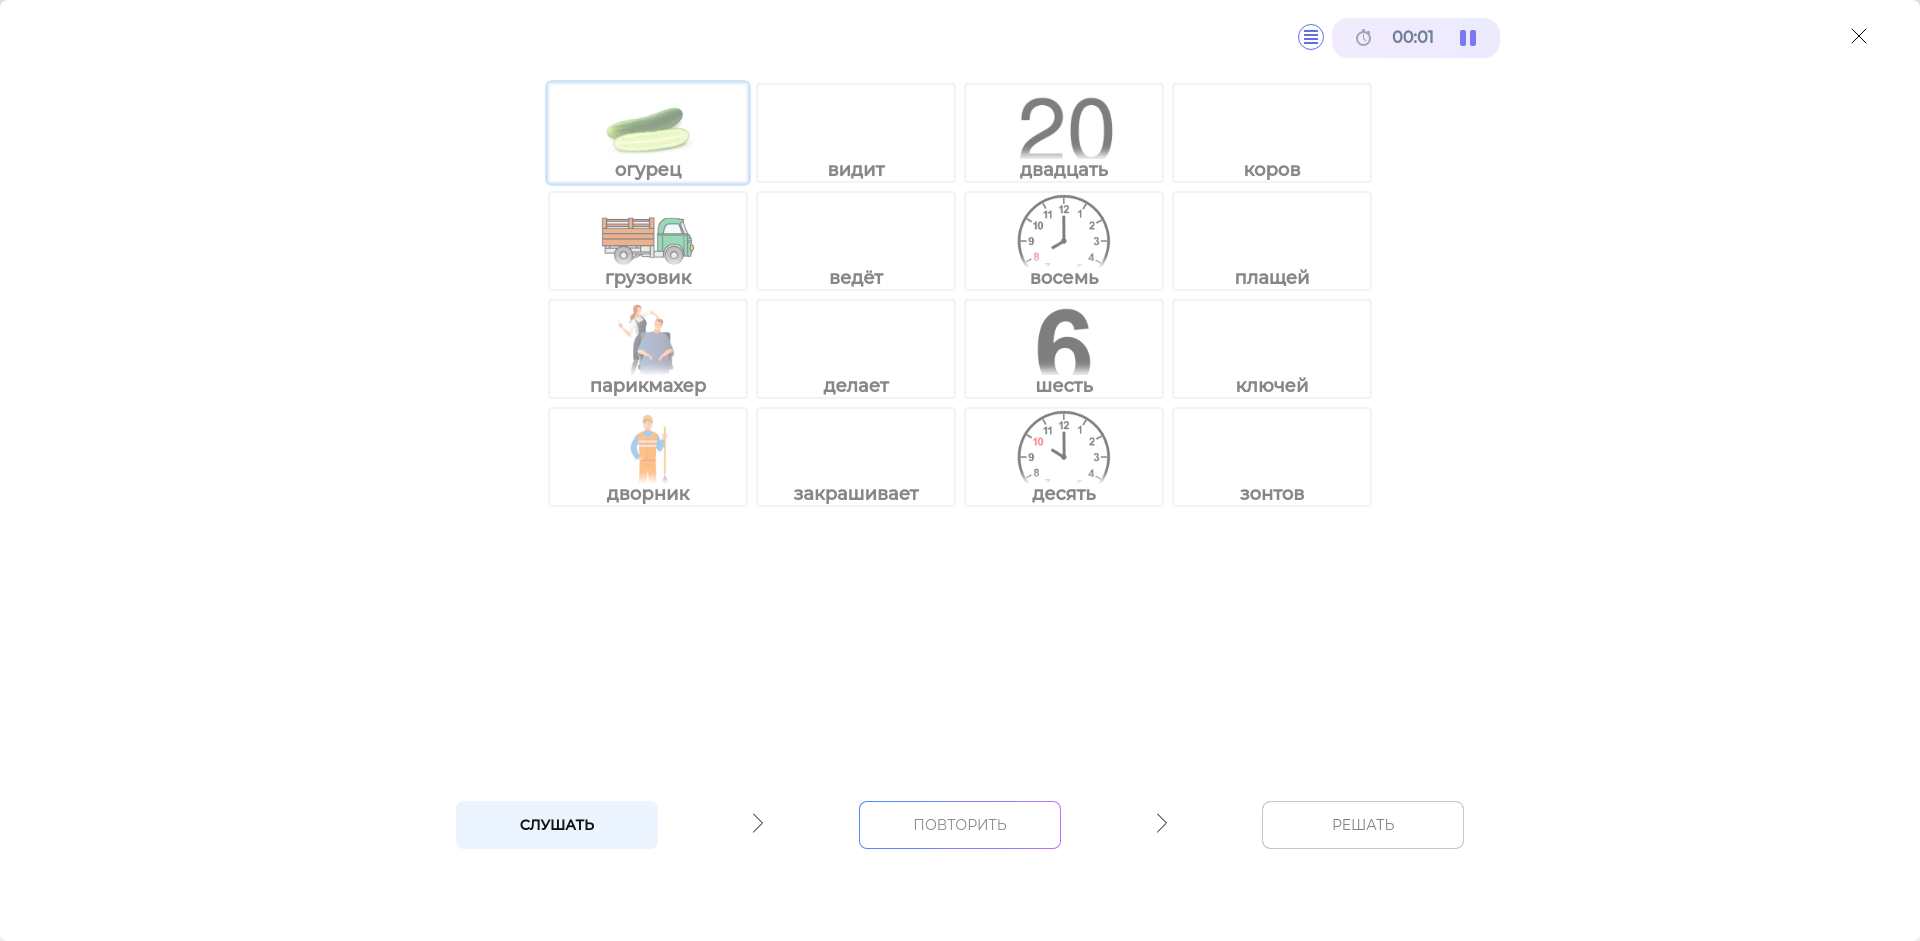 00:01
огурец видит 20 двадцать коров
грузовик ведёт 12 1 2 3 4 8 9 10 11 восемь плащей
парикмахер делает 6 шесть ключей
дворник закрашивает 12 1 2 3 4 8 9 10 11 десять зонтов
СЛУШАТЬ ПОВТОРИТЬ РЕШАТЬ